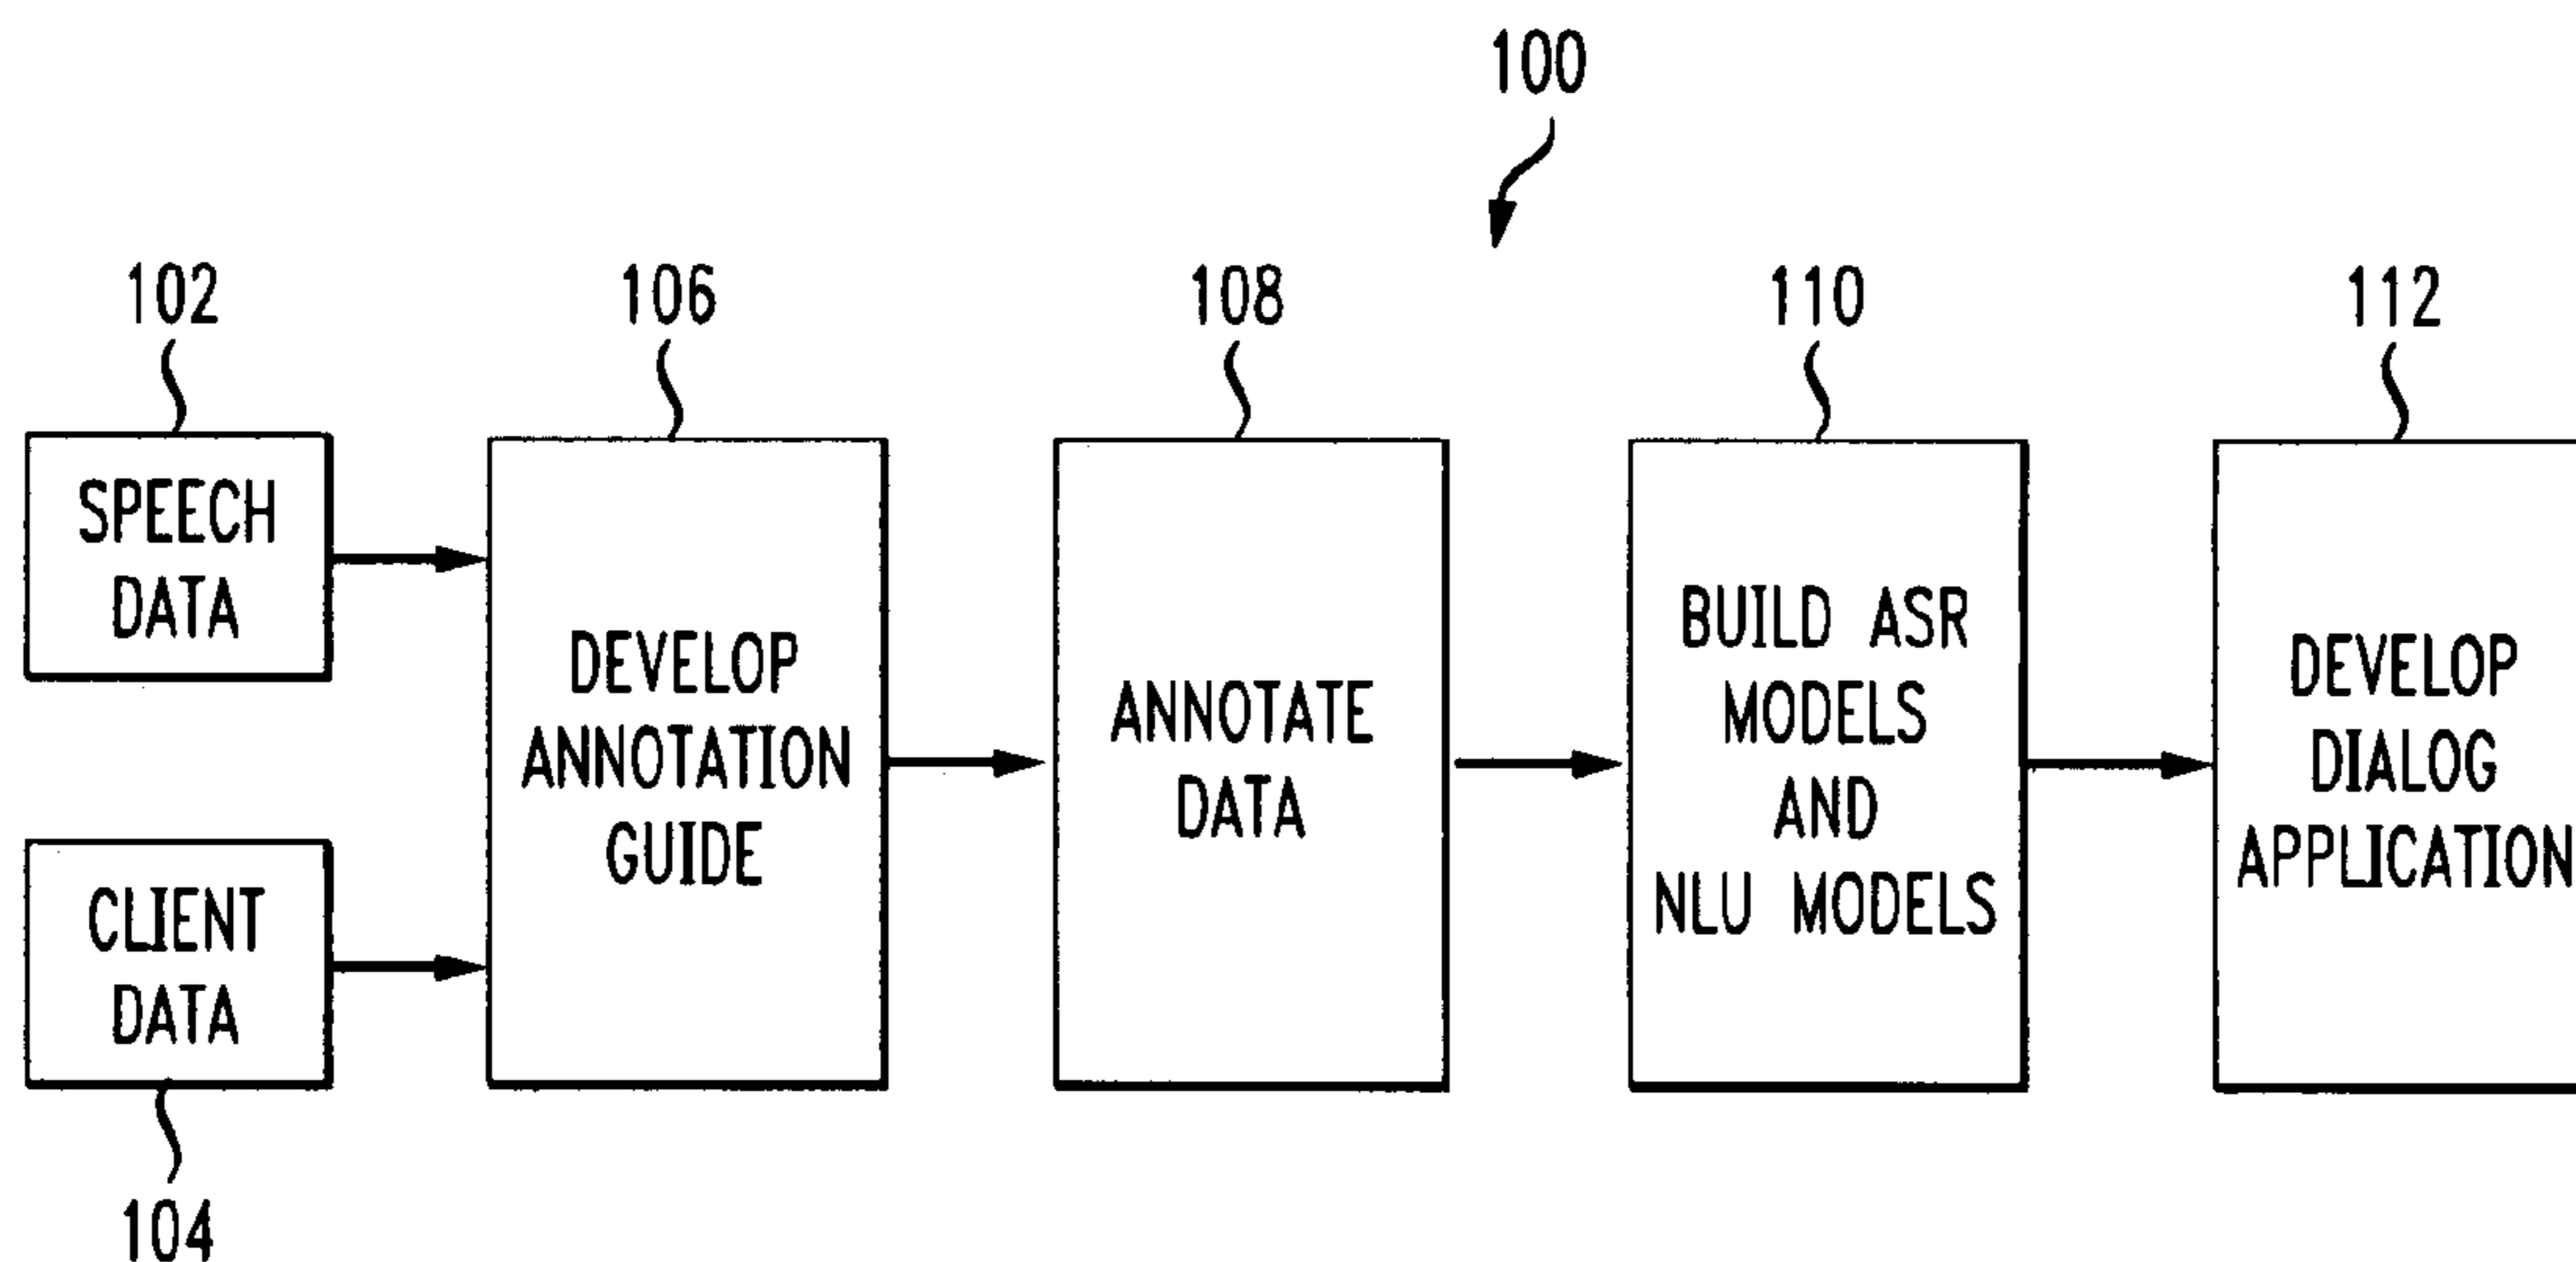 100
102
106
108
110
112
SPEECH
DATA
DEVELOP
ANNOTATION
GUIDE
ANNOTATE
DATA
BUILD ASR
MODELS
AND
NLU MODELS
DEVELOP
DIALOG
APPLICATION
CLIENT
DATA
104